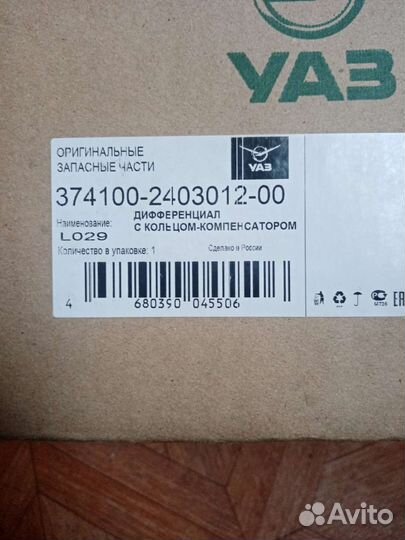 УАЗ
ОРИГИНАЛЬНЫЕ
ЗАПАСНЫЕ ЧАСТИ
УАЗ
374100-2403012-00
ДИФФЕРЕНЦИАЛ
Наименование: С КОЛЬЦОМ-КОМПЕНСАТОРОМ
L029
Количество в упаковке: 1 Сделано в России
4 680390 045506
Avito